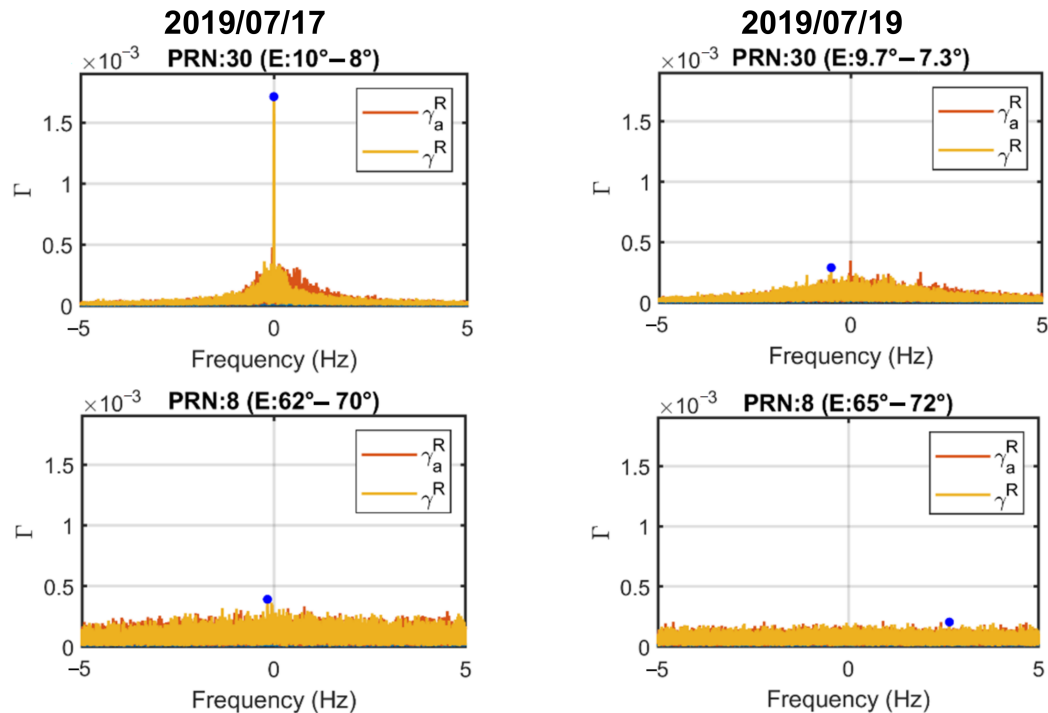 2019/07/17
×10⁻³ PRN:30 (E:10°−8°)
γₐᴿ
γᴿ
1.5
1
0.5
0
Γ
−5 0 5
Frequency (Hz)
2019/07/19
×10⁻³ PRN:30 (E:9.7°−7.3°)
γₐᴿ
γᴿ
1.5
1
0.5
0
Γ
−5 0 5
Frequency (Hz)
×10⁻³ PRN:8 (E:62°−70°)
γₐᴿ
γᴿ
1.5
1
0.5
0
Γ
−5 0 5
Frequency (Hz)
×10⁻³ PRN:8 (E:65°−72°)
γₐᴿ
γᴿ
1.5
1
0.5
0
Γ
−5 0 5
Frequency (Hz)